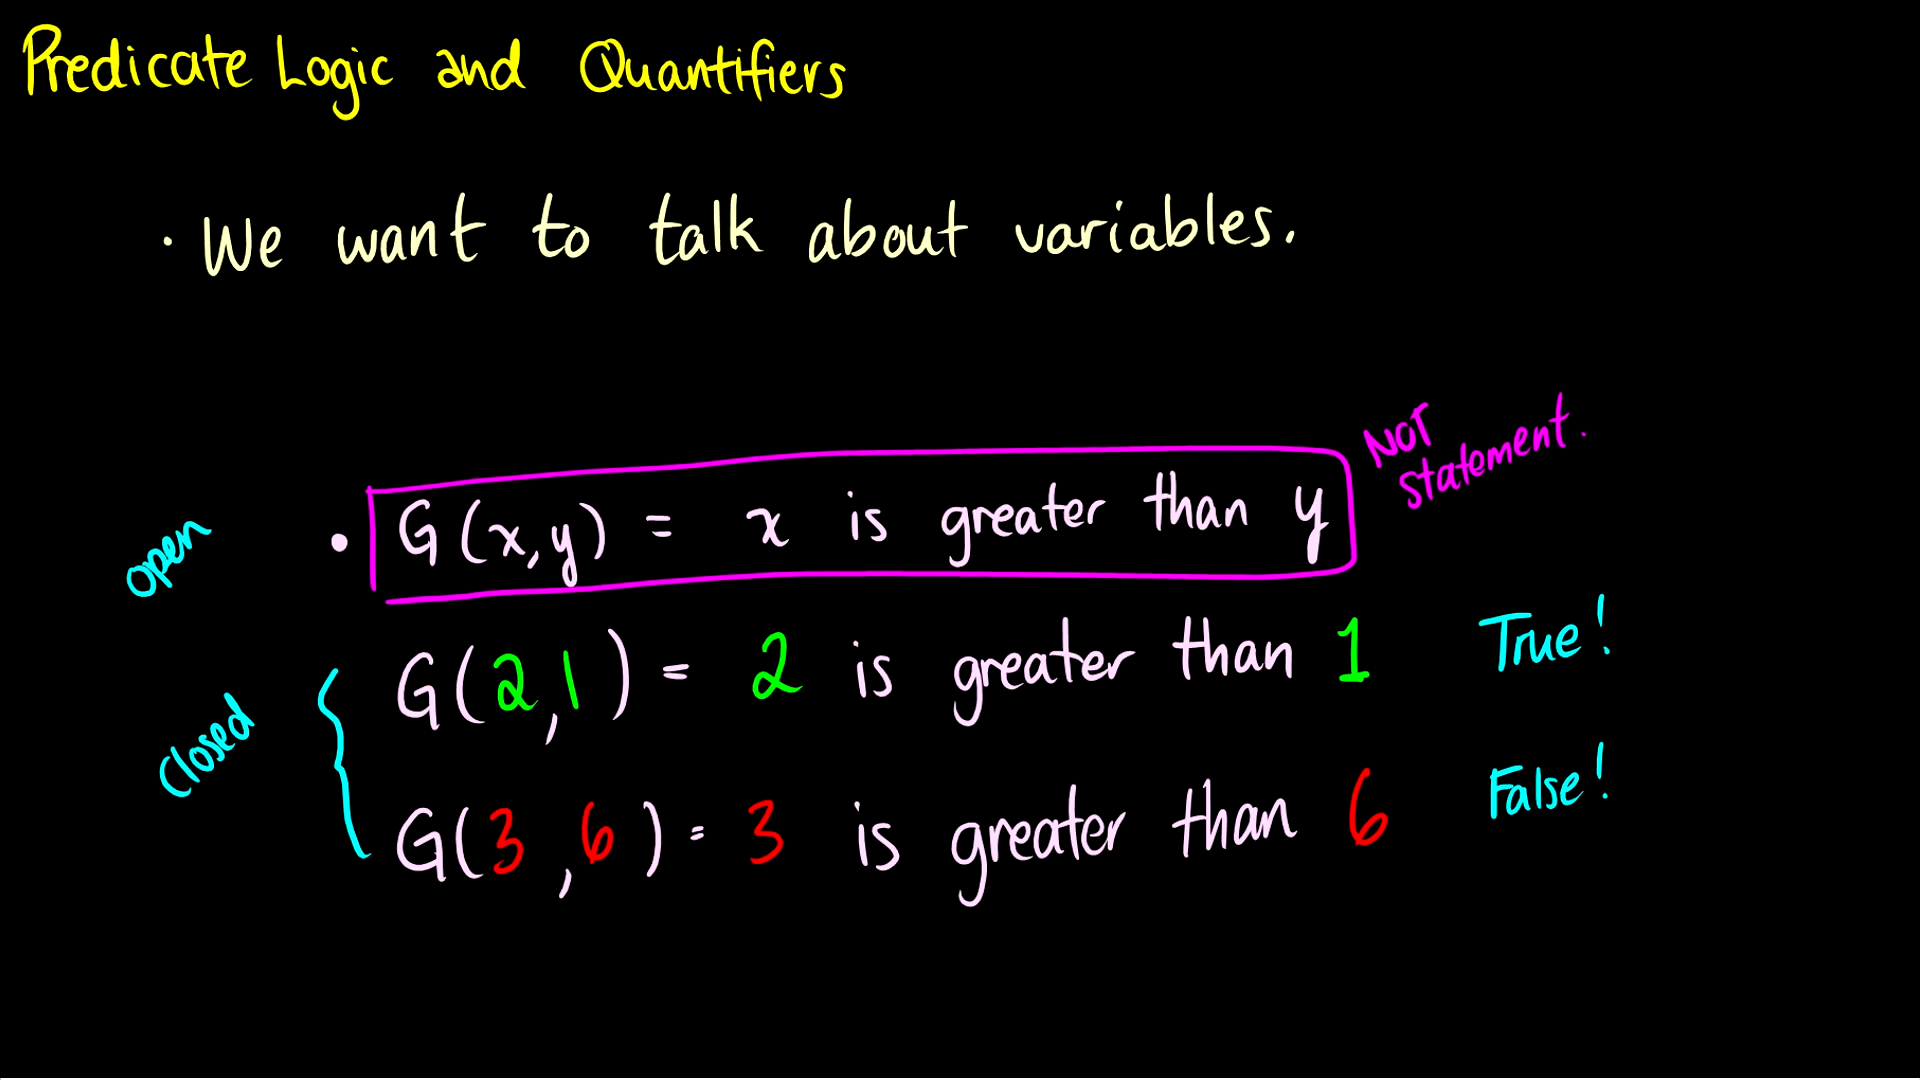 Predicate Logic and Quantifiers
· We want to talk about variables.
NOT
statement.
open
• G(x,y) = x is greater than y
G(2,1) = 2 is greater than 1 True!
closed
G(3,6) = 3 is greater than 6 False!